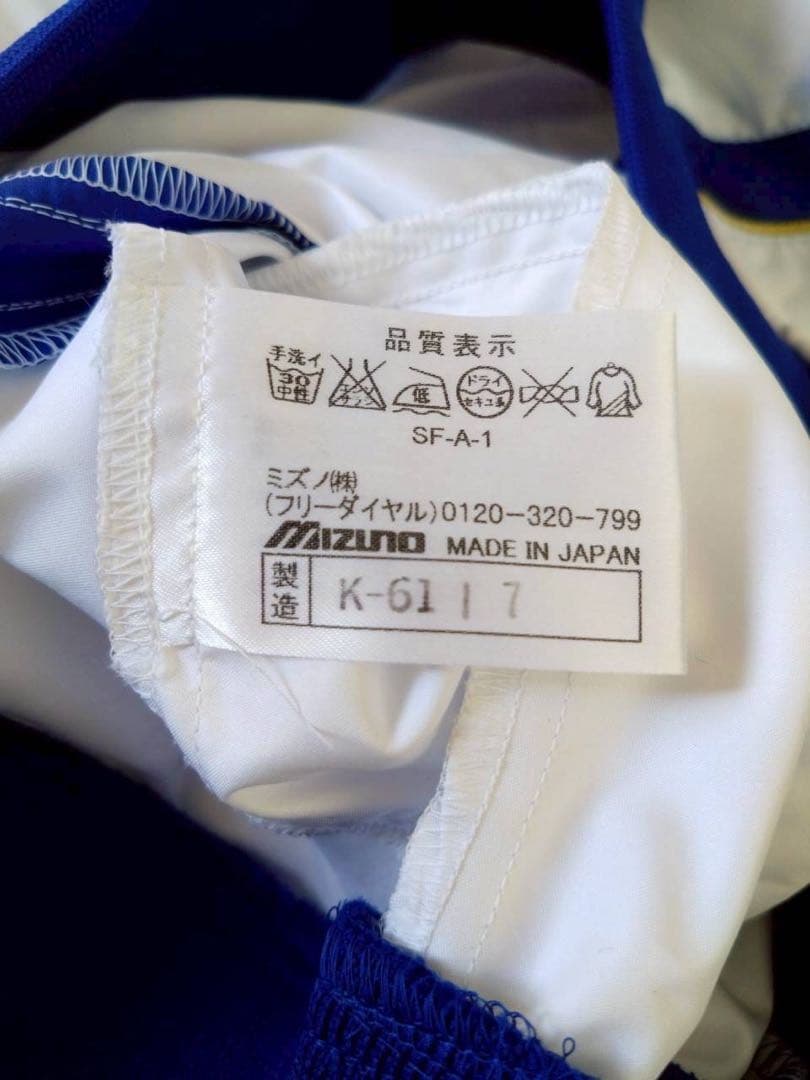 品質表示
手洗イ
30
中性
低
ドライ
セキユ系
SF-A-1
ミズノ㈱
(フリーダイヤル)0120-320-799
MIZUNO MADE IN JAPAN
製造 K-61 | 7